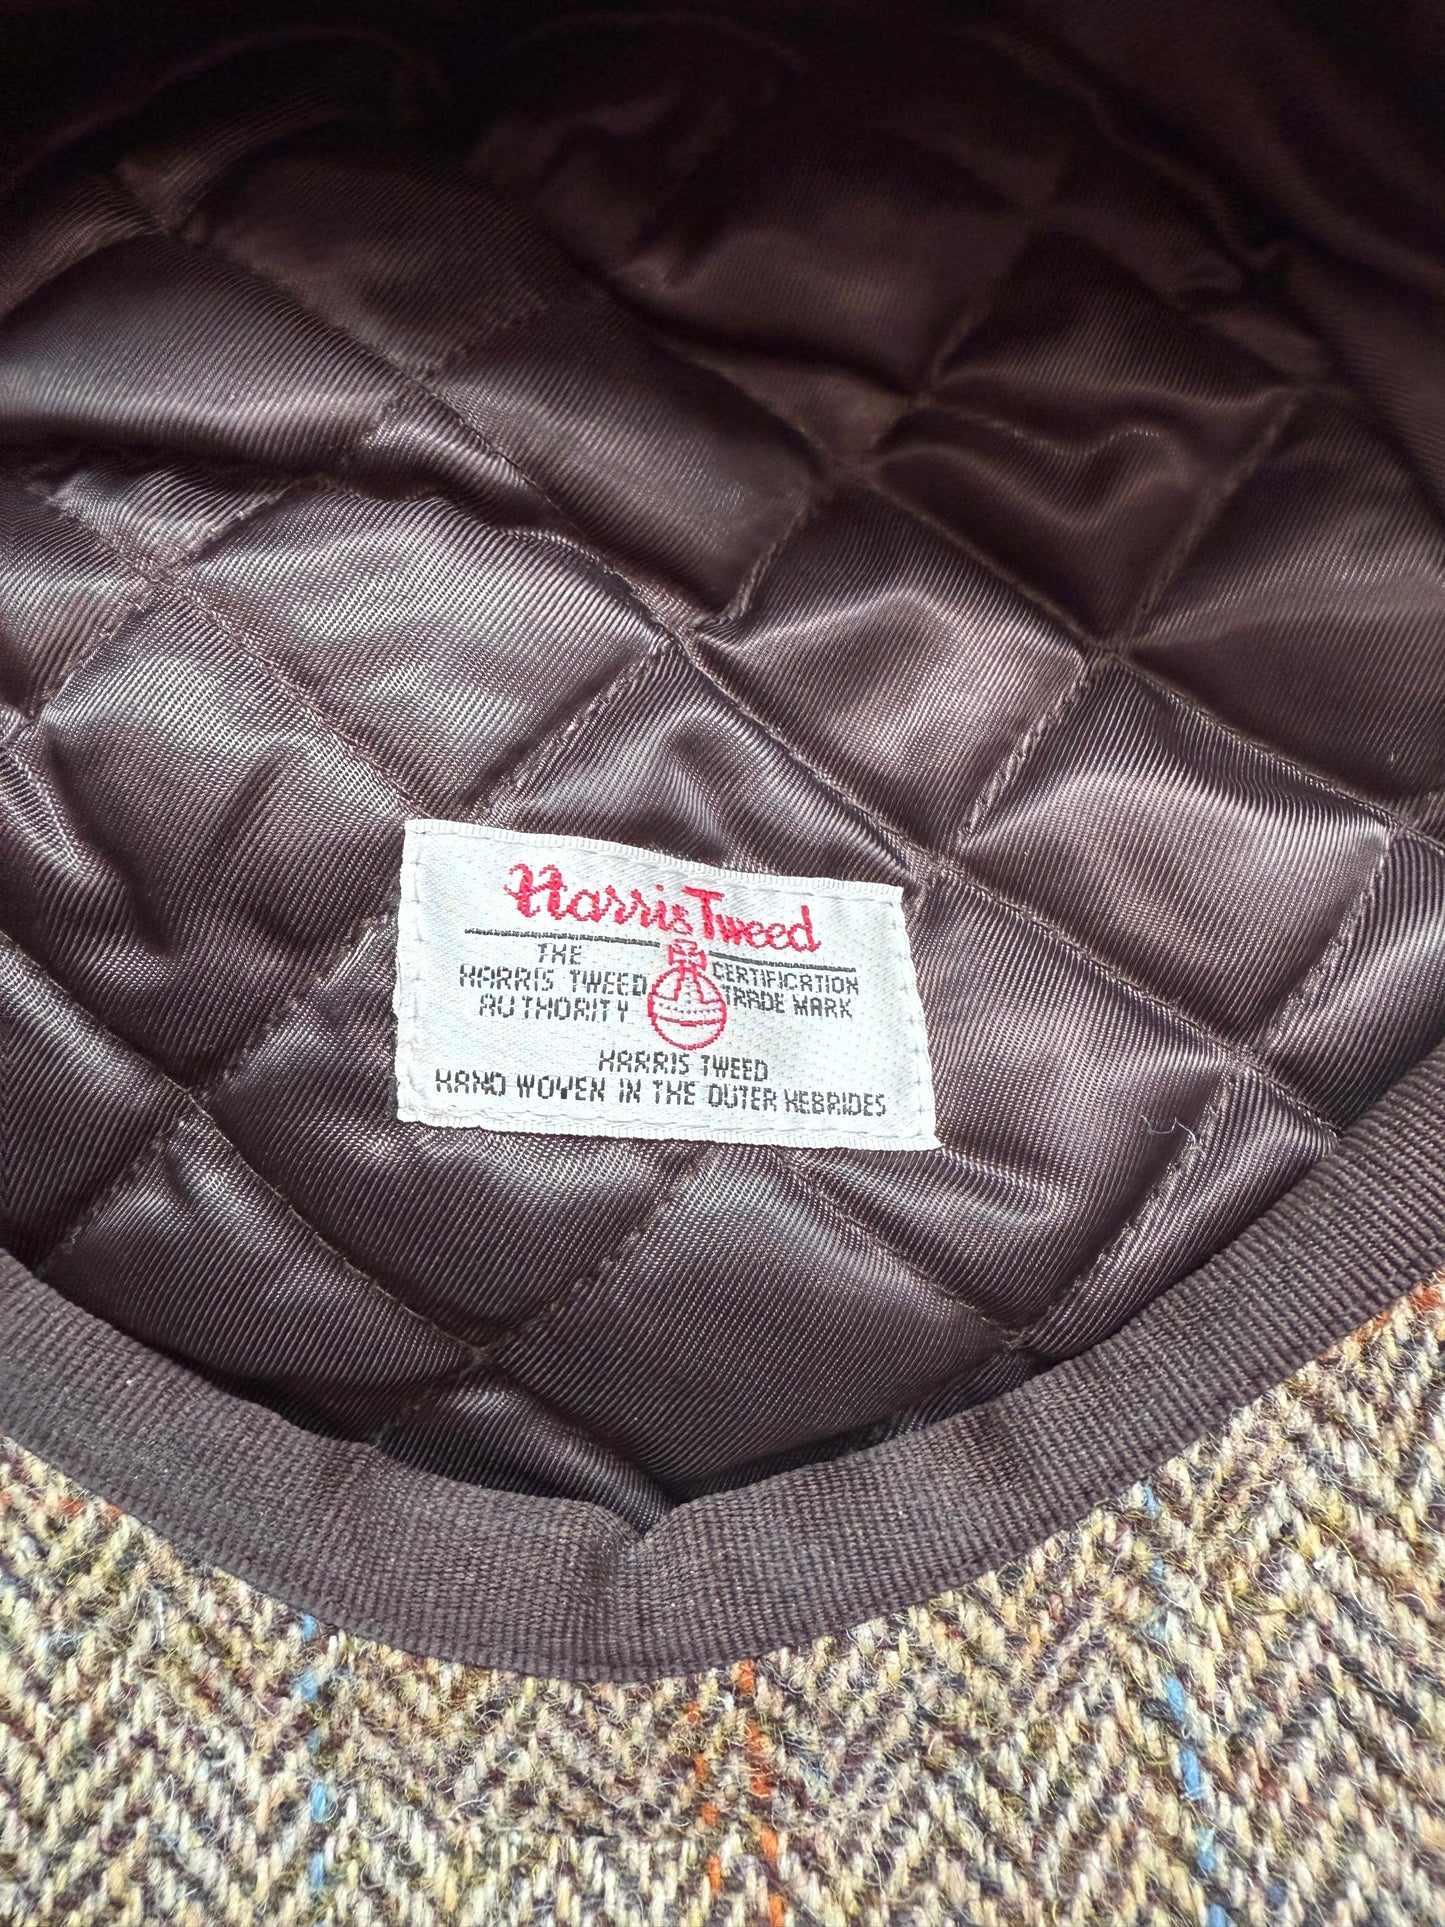 Harris Tweed
THE
HARRIS TWEED
AUTHORITY
CERTIFICATION
TRADE MARK
HARRIS TWEED
HAND WOVEN IN THE OUTER HEBRIDES